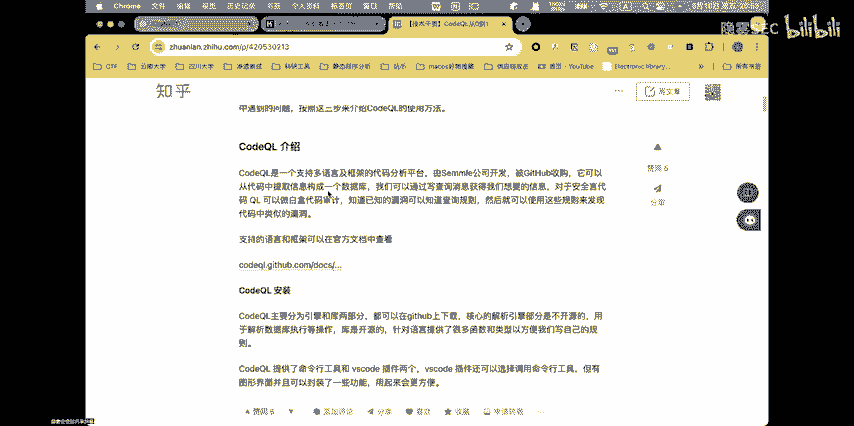 Chrome 文件 编辑 视图 历史记录 书签 个人资料 标签页 窗口 帮助
隐雾SEC bilibili
【技术干货】CodeQL从0到1
zhuanlan.zhihu.com/p/420530213
CTF 云南大学 四川大学 渗透测试 科研工具 静态程序分析 首页 - YouTube Electronic library... 所有书签
知乎 写文章
中遇到的问题，按照这三步来介绍CodeQL的使用方法。
CodeQL 介绍
CodeQL是一个支持多语言及框架的代码分析平台，由Semmle公司开发，被GitHub收购，它可以
从代码中提取信息构成一个数据库，我们可以通过写查询消息获得我们想要的信息，对于安全言代
码 QL 可以做白盒代码审计，知道已知的漏洞可以知道查询规则，然后就可以使用这些规则来发现
代码中类似的漏洞。
赞同 6
分享
支持的语言和框架可以在官方文档中查看
codeql.github.com/docs/...
CodeQL 安装
CodeQL主要分为引擎和库两部分，都可以在github上下载，核心的解析引擎部分是不开源的，用
于解析数据库执行等操作，库是开源的，针对语言提供了很多函数和类型以方便我们写自己的规
则。
CodeQL 提供了命令行工具和 vscode 插件两个，vscode 插件还可以选择调用命令行工具，但有
图形界面并且可以封装了一些功能，用起来会更方便。
赞同 6 添加评论 分享 喜欢 收藏 申请转载 ...